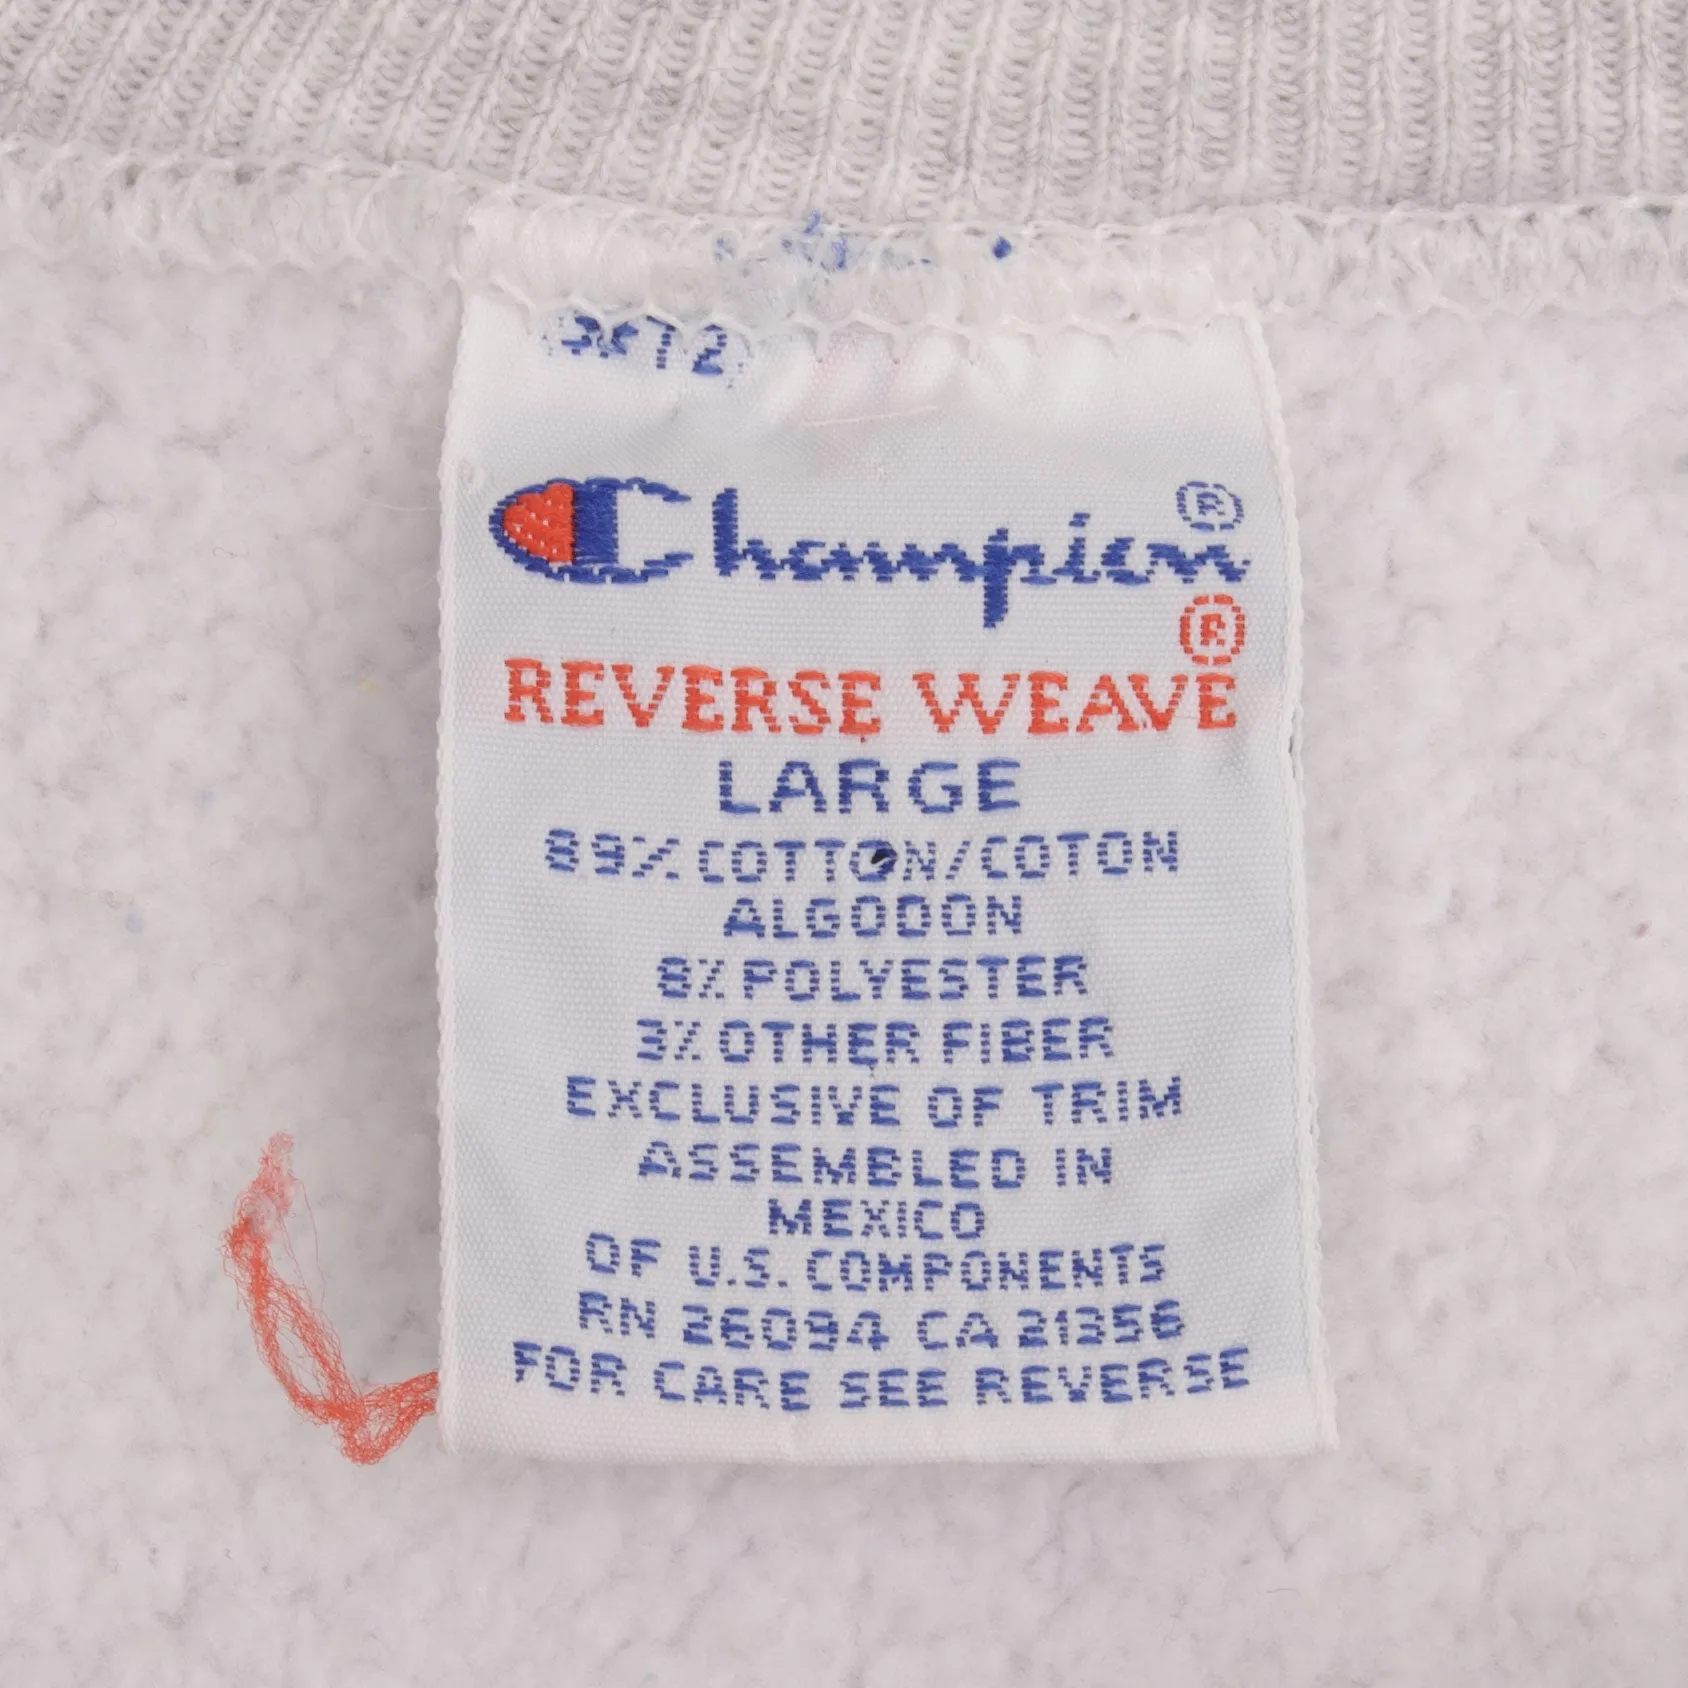 Champion®
REVERSE WEAVE®
LARGE
89% COTTON/COTON
ALGODON
8% POLYESTER
3% OTHER FIBER
EXCLUSIVE OF TRIM
ASSEMBLED IN
MEXICO
OF U.S. COMPONENTS
RN 26094 CA 21356
FOR CARE SEE REVERSE